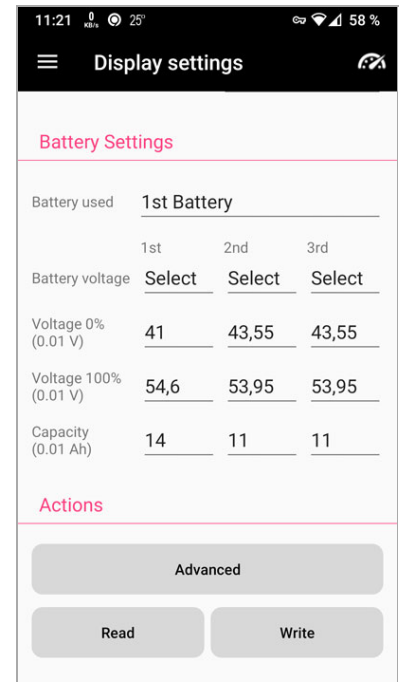 11:21 0 KB/s 25° 58 %
Display settings
Battery Settings
Battery used 1st Battery
1st 2nd 3rd
Battery voltage Select Select Select
Voltage 0%
(0.01 V) 41 43,55 43,55
Voltage 100%
(0.01 V) 54,6 53,95 53,95
Capacity
(0.01 Ah) 14 11 11
Actions
Advanced
Read Write